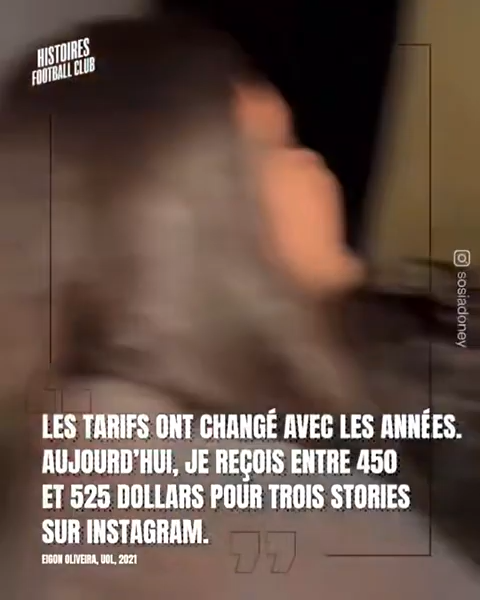 HISTOIRES
FOOTBALL CLUB
sosiadoney
LES TARIFS ONT CHANGÉ AVEC LES ANNÉES.
AUJOURD'HUI, JE REÇOIS ENTRE 450
ET 525 DOLLARS POUR TROIS STORIES
SUR INSTAGRAM.
EIGON OLIVEIRA, UOL, 2021